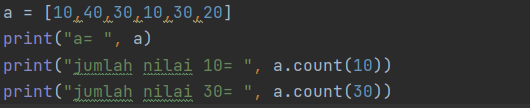 a = [10,40,30,10,30,20]
print("a= ", a)
print("jumlah nilai 10= ", a.count(10))
print("jumlah nilai 30= ", a.count(30))